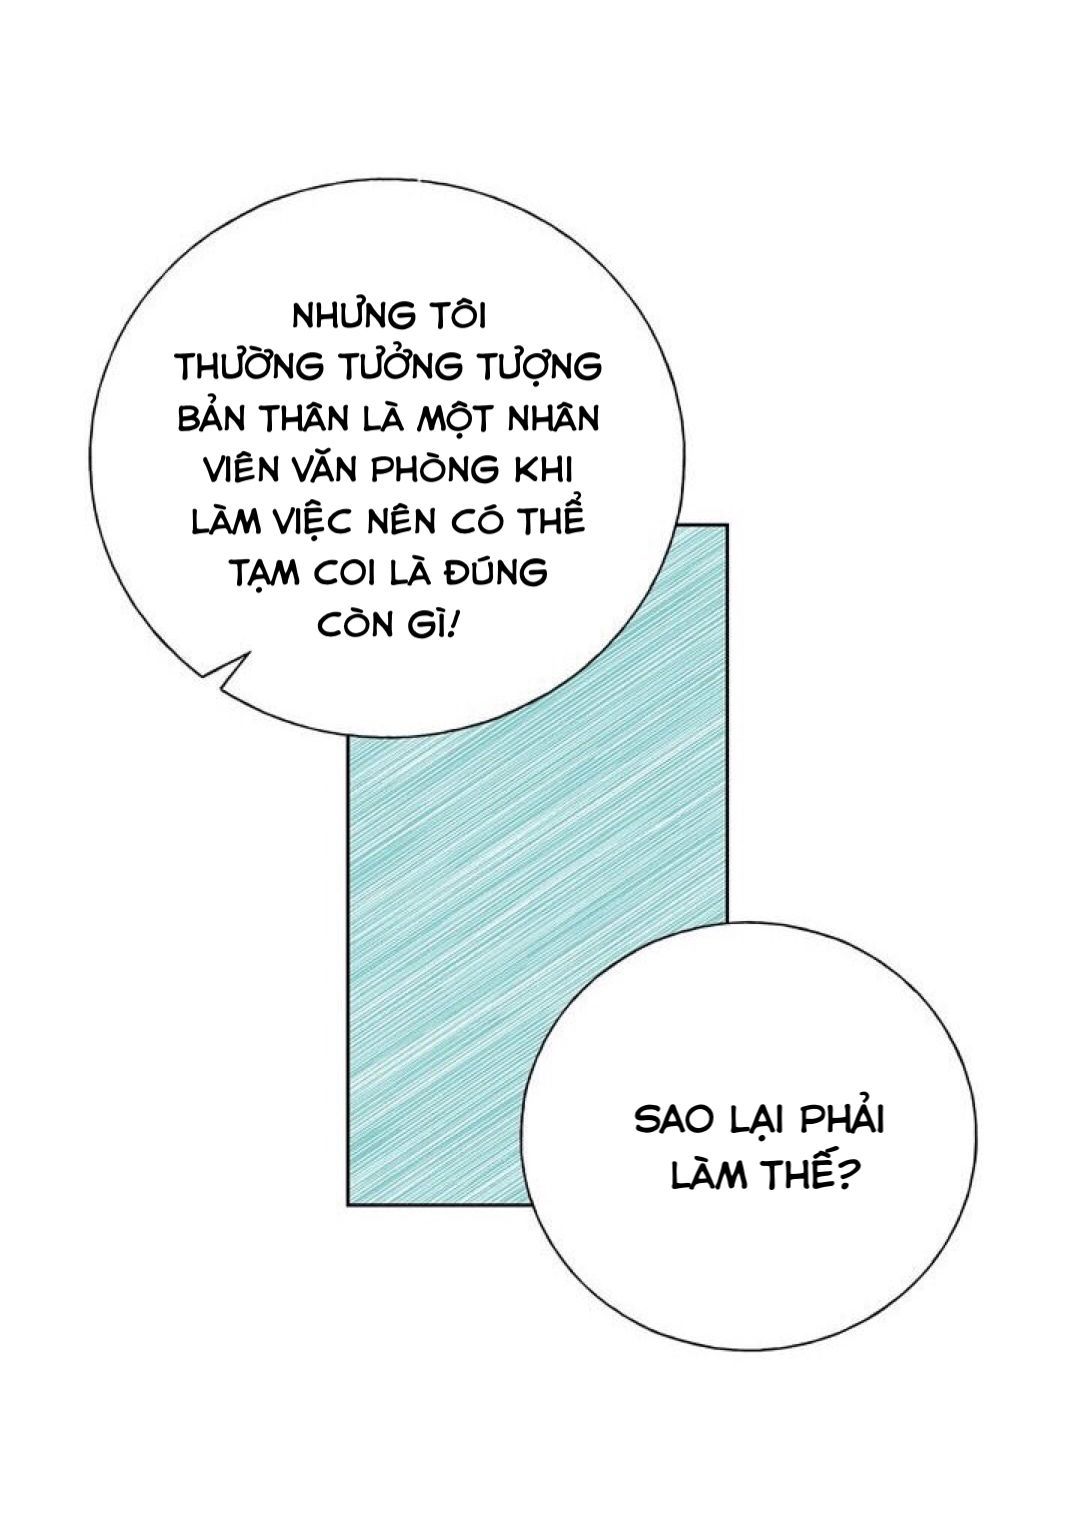 NHƯNG TÔI
THƯỜNG TƯỞNG TƯỢNG
BẢN THÂN LÀ MỘT NHÂN
VIÊN VĂN PHÒNG KHI
LÀM VIỆC NÊN CÓ THỂ
TẠM COI LÀ ĐÚNG
CÒN GÌ!
SAO LẠI PHẢI
LÀM THẾ?